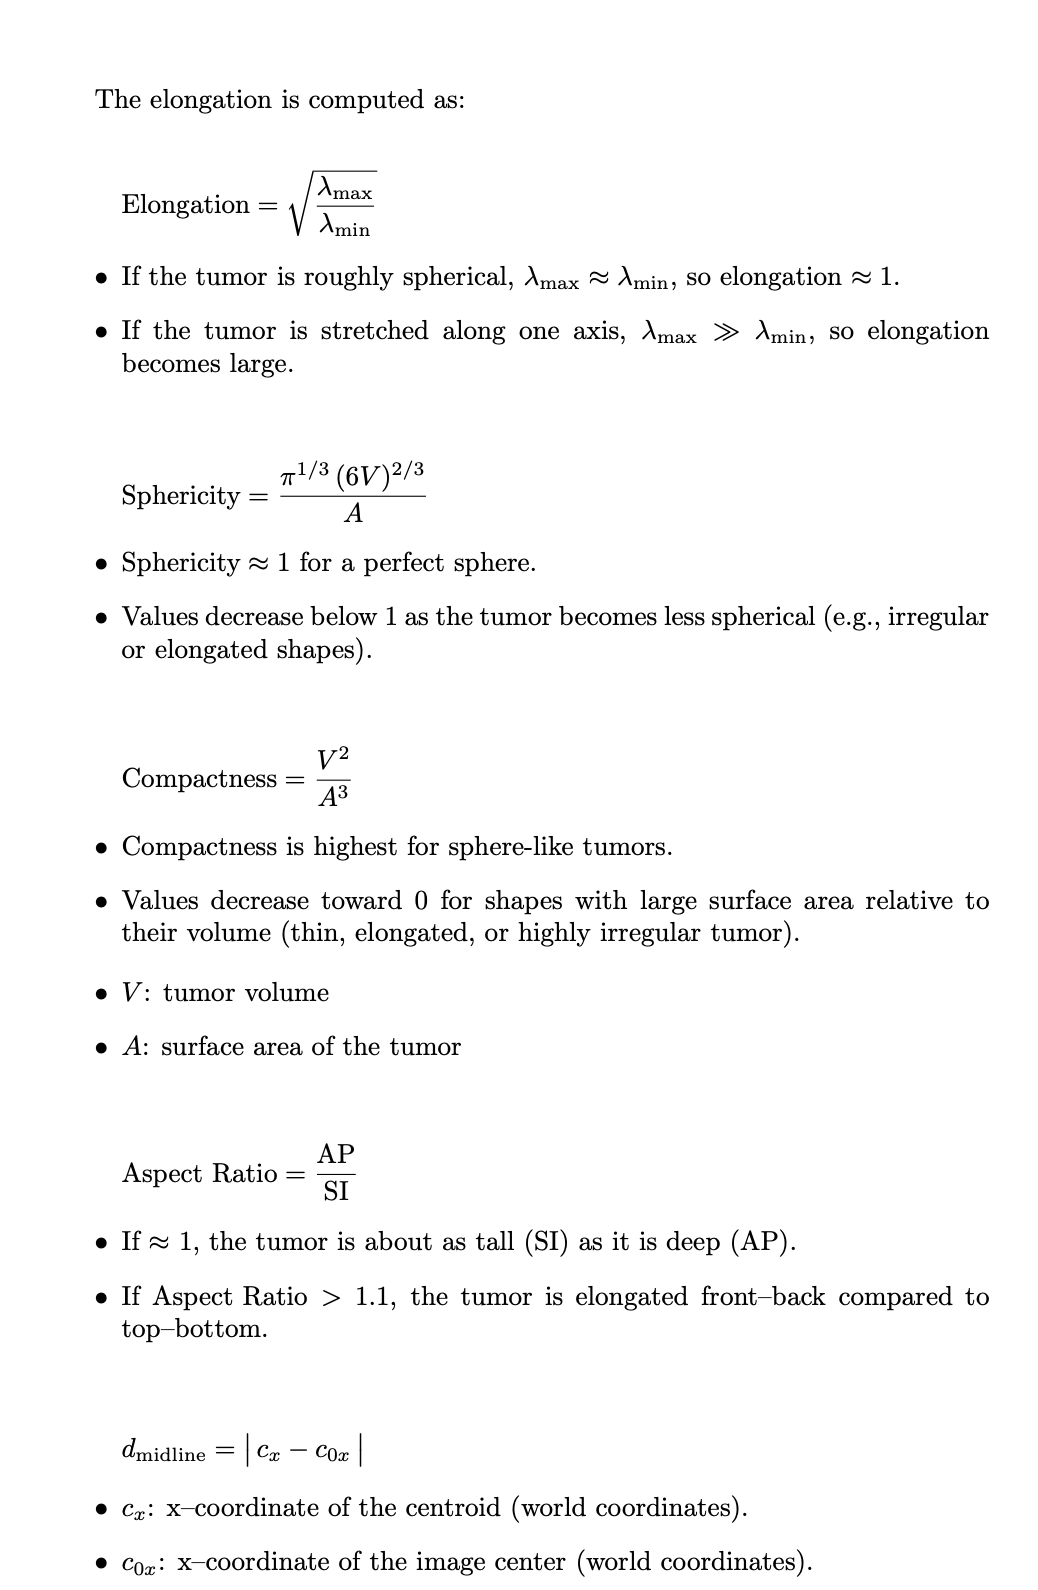 The elongation is computed as:
Elongation = √(λmax / λmin)
• If the tumor is roughly spherical, λmax ≈ λmin, so elongation ≈ 1.
• If the tumor is stretched along one axis, λmax ≫ λmin, so elongation
becomes large.
Sphericity = π^1/3 (6V)^2/3 / A
• Sphericity ≈ 1 for a perfect sphere.
• Values decrease below 1 as the tumor becomes less spherical (e.g., irregular
or elongated shapes).
Compactness = V^2 / A^3
• Compactness is highest for sphere-like tumors.
• Values decrease toward 0 for shapes with large surface area relative to
their volume (thin, elongated, or highly irregular tumor).
• V: tumor volume
• A: surface area of the tumor
Aspect Ratio = AP / SI
• If ≈ 1, the tumor is about as tall (SI) as it is deep (AP).
• If Aspect Ratio > 1.1, the tumor is elongated front–back compared to
top–bottom.
d_midline = | c_x − c_0x |
• c_x: x–coordinate of the centroid (world coordinates).
• c_0x: x–coordinate of the image center (world coordinates).